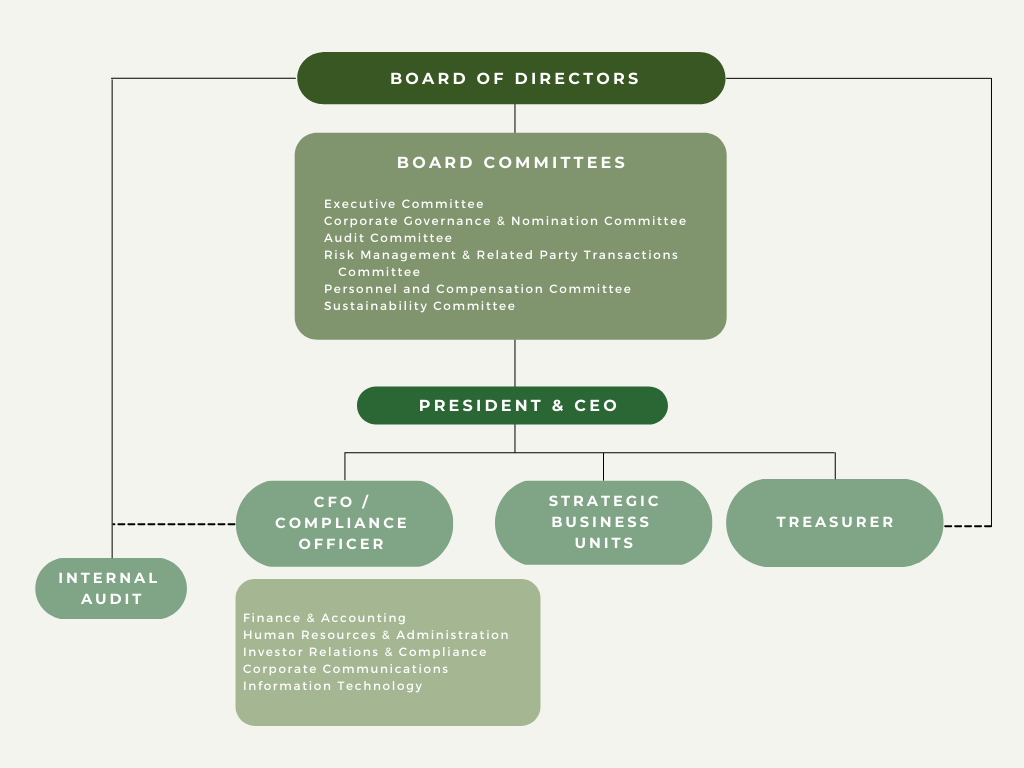 BOARD OF DIRECTORS
BOARD COMMITTEES
Executive Committee
Corporate Governance & Nomination Committee
Audit Committee
Risk Management & Related Party Transactions
Committee
Personnel and Compensation Committee
Sustainability Committee
PRESIDENT & CEO
CFO /
COMPLIANCE
OFFICER
STRATEGIC
BUSINESS
UNITS
TREASURER
INTERNAL
AUDIT
Finance & Accounting
Human Resources & Administration
Investor Relations & Compliance
Corporate Communications
Information Technology